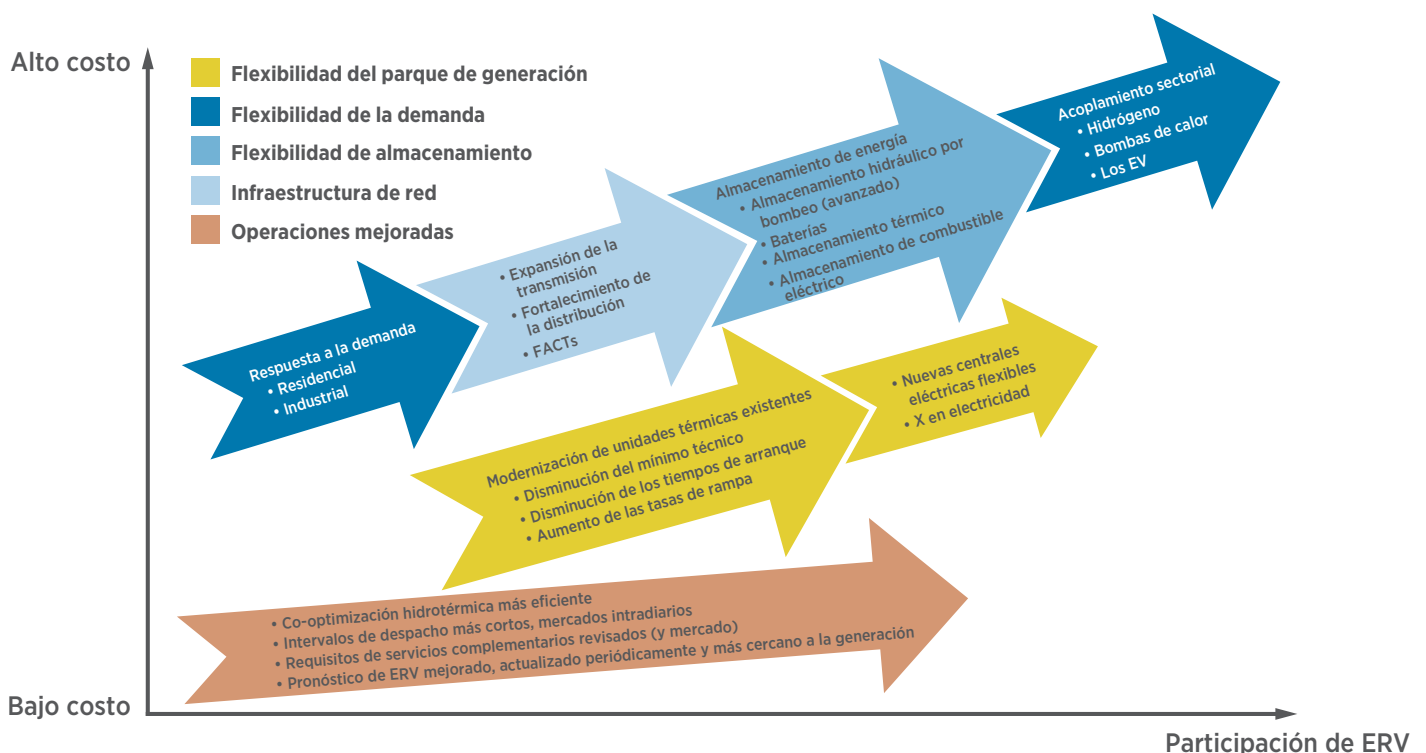 Alto costo
Flexibilidad del parque de generación
Flexibilidad de la demanda
Flexibilidad de almacenamiento
Infraestructura de red
Operaciones mejoradas
Respuesta a la demanda
• Residencial
• Industrial
• Expansión de la
transmisión
• Fortalecimiento de
la distribución
• FACTs
Almacenamiento de energía
• Almacenamiento hidráulico por
bombeo (avanzado)
• Baterías
• Almacenamiento térmico
• Almacenamiento de combustible
eléctrico
Acoplamiento sectorial
• Hidrógeno
• Bombas de calor
• Los EV
Modernización de unidades térmicas existentes
• Disminución del mínimo técnico
• Disminución de los tiempos de arranque
• Aumento de las tasas de rampa
• Nuevas centrales
eléctricas flexibles
• X en electricidad
• Co-optimización hidrotérmica más eficiente
• Intervalos de despacho más cortos, mercados intradiarios
• Requisitos de servicios complementarios revisados (y mercado)
• Pronóstico de ERV mejorado, actualizado periódicamente y más cercano a la generación
Bajo costo
Participación de ERV